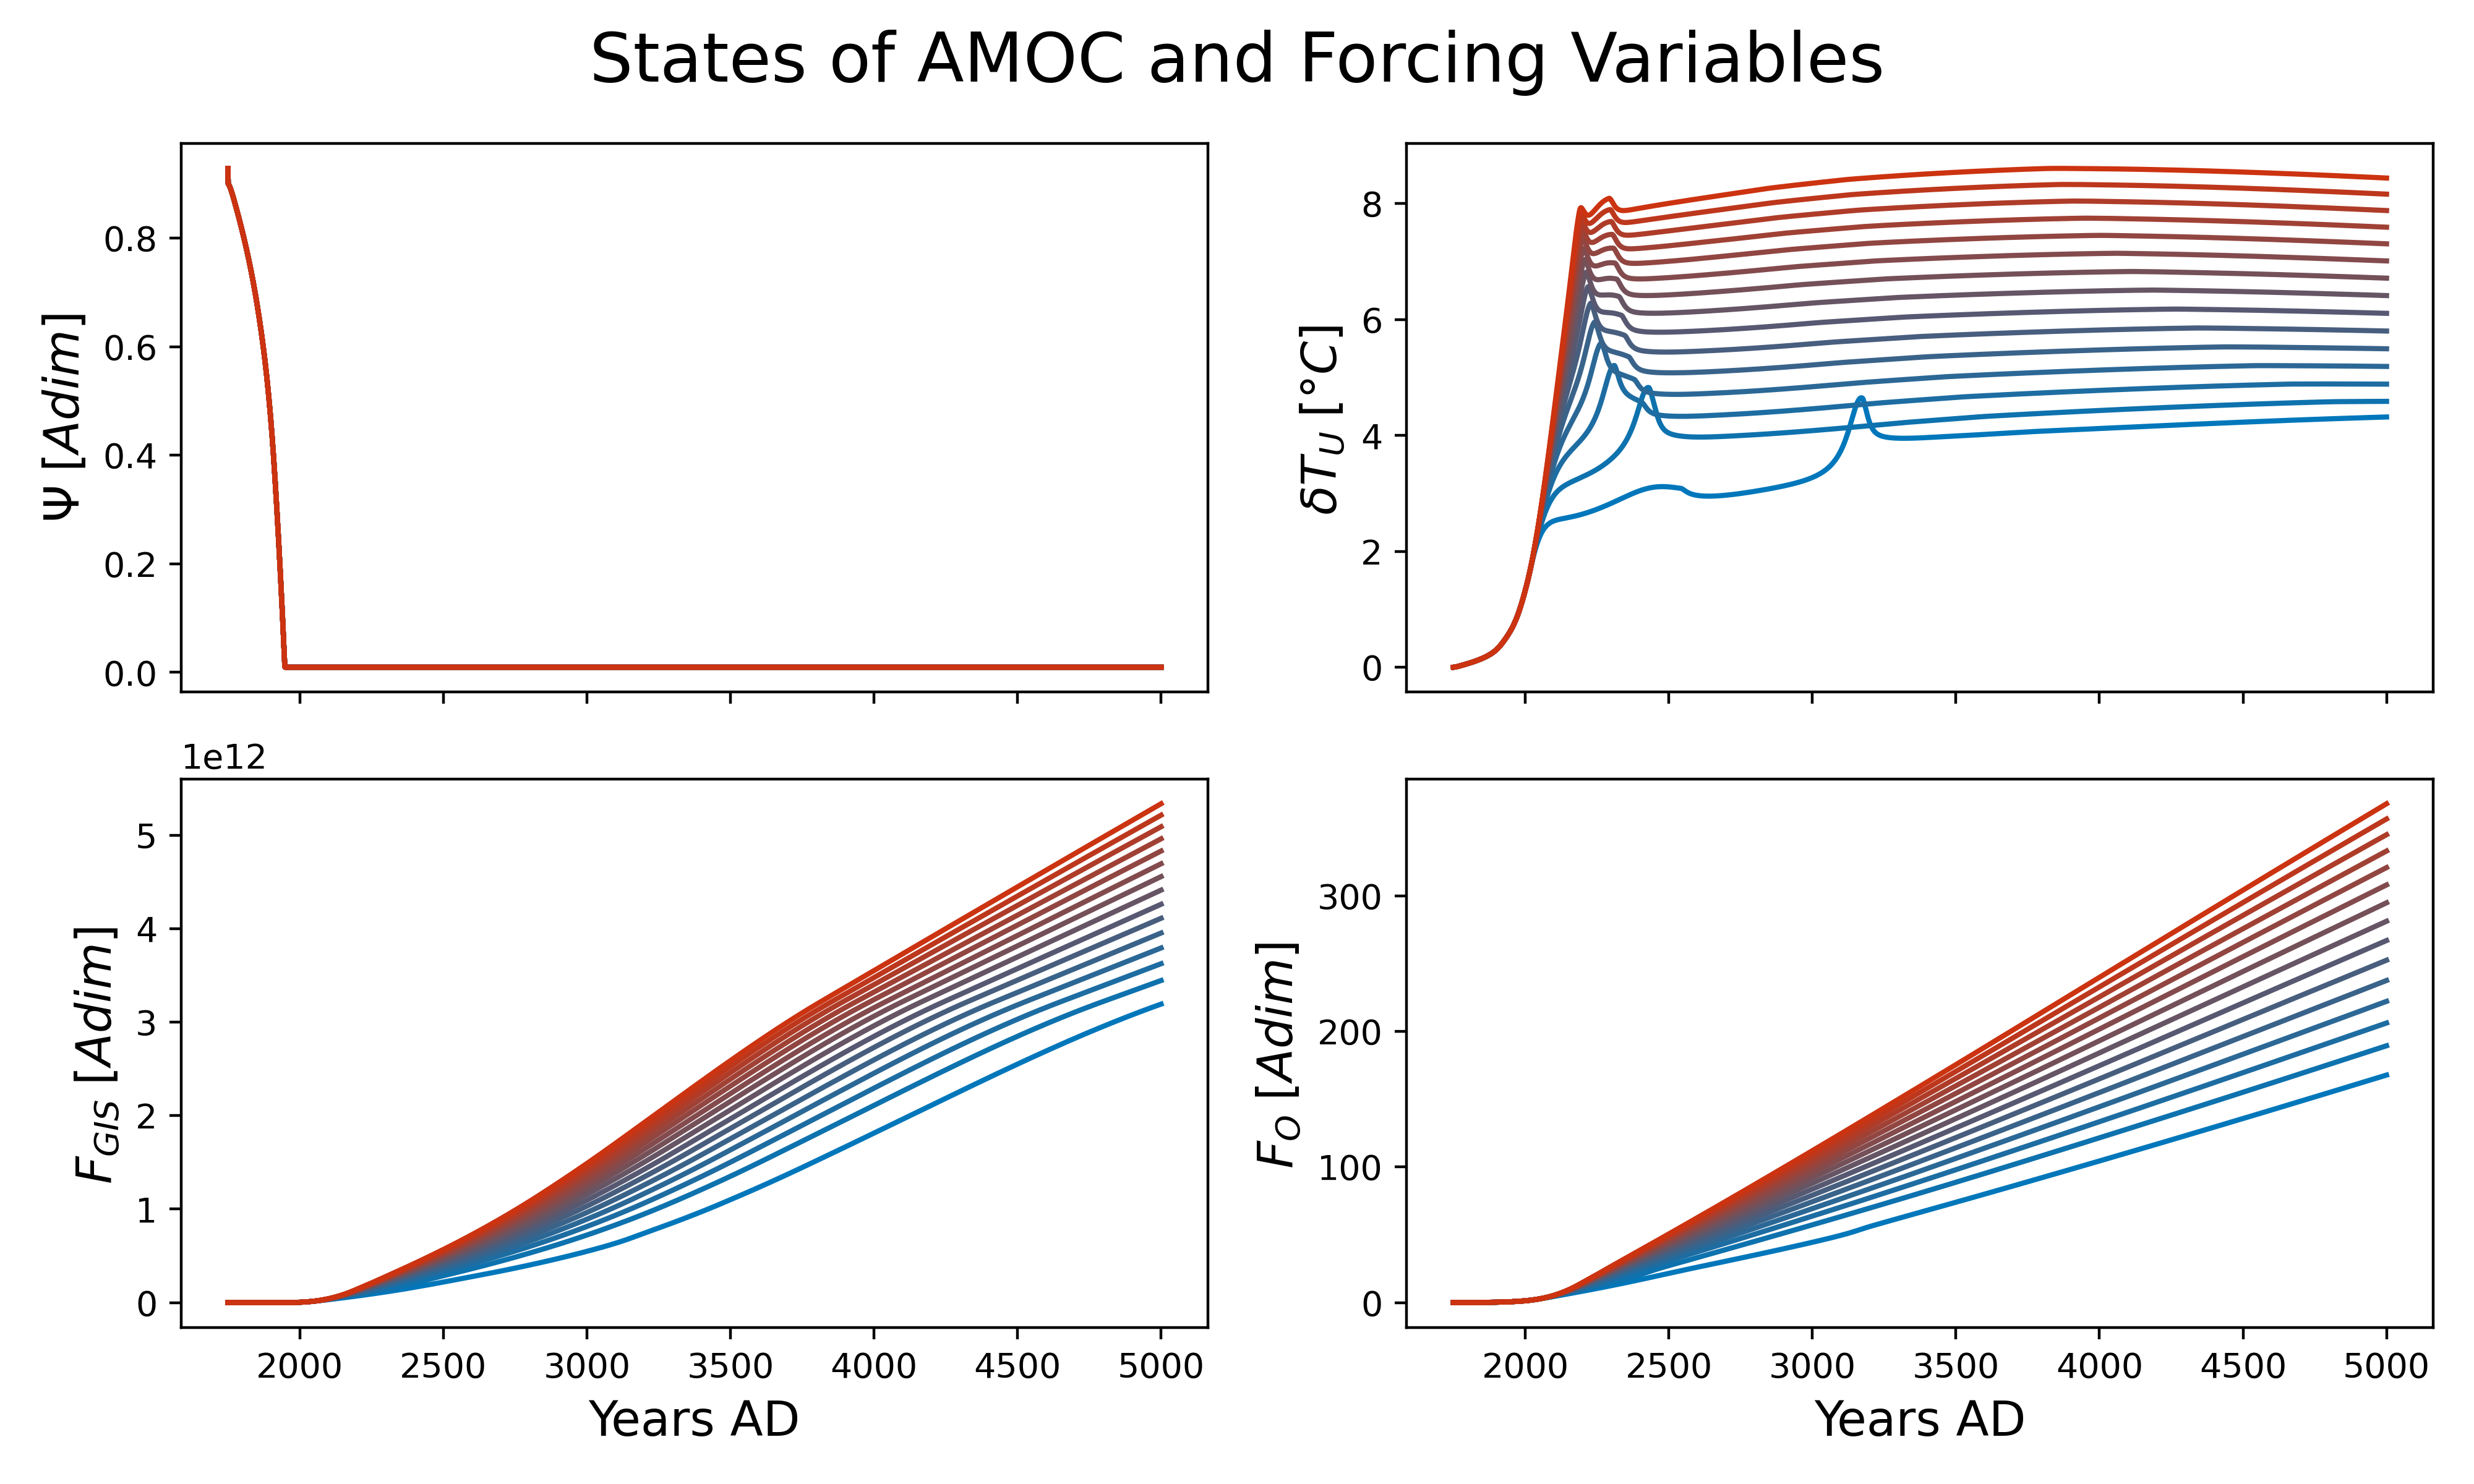 States of AMOC and Forcing Variables
Ψ [Adim]
0.8
0.6
0.4
0.2
0.0
δT_U [°C]
8
6
4
2
0
1e12
F_GIS [Adim]
5
4
3
2
1
0
2000 2500 3000 3500 4000 4500 5000
Years AD
F_O [Adim]
300
200
100
0
2000 2500 3000 3500 4000 4500 5000
Years AD